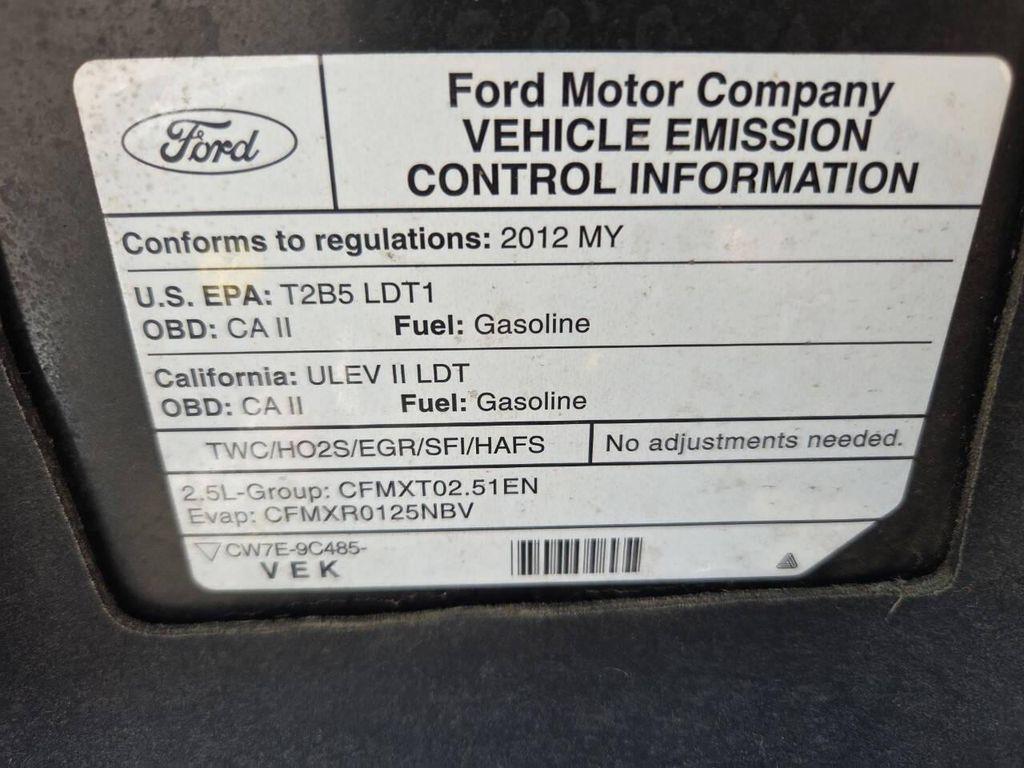 Ford
Ford Motor Company
VEHICLE EMISSION
CONTROL INFORMATION
Conforms to regulations: 2012 MY
U.S. EPA: T2B5 LDT1
OBD: CA II Fuel: Gasoline
California: ULEV II LDT
OBD: CA II Fuel: Gasoline
TWC/HO2S/EGR/SFI/HAFS No adjustments needed.
2.5L-Group: CFMXT02.51EN
Evap: CFMXR0125NBV
CW7E-9C485-
VEK